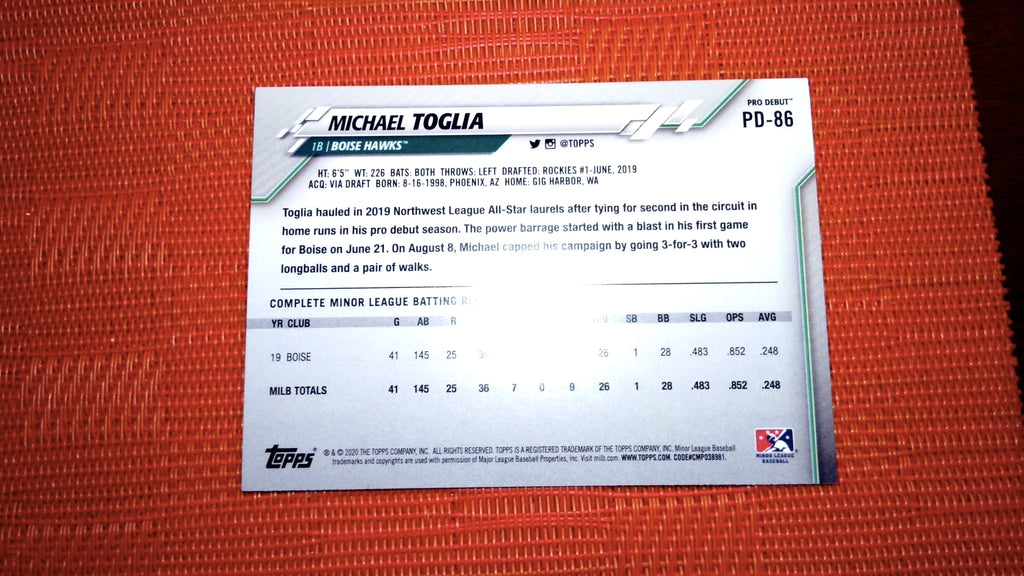 PRO DEBUT™
MICHAEL TOGLIA
PD-86
1B | BOISE HAWKS™
@TOPPS
HT: 6'5" WT: 226 BATS: BOTH THROWS: LEFT DRAFTED: ROCKIES #1-JUNE, 2019
ACQ: VIA DRAFT BORN: 8-16-1998, PHOENIX, AZ HOME: GIG HARBOR, WA
Toglia hauled in 2019 Northwest League All-Star laurels after tying for second in the circuit in
home runs in his pro debut season. The power barrage started with a blast in his first game
for Boise on June 21. On August 8, Michael capped his campaign by going 3-for-3 with two
longballs and a pair of walks.
COMPLETE MINOR LEAGUE BATTING
YR CLUB G AB R SB BB SLG OPS AVG
19 BOISE 41 145 25 36 26 1 28 .483 .852 .248
MILB TOTALS 41 145 25 36 7 0 9 26 1 28 .483 .852 .248
topps® ® & © 2020 THE TOPPS COMPANY, INC. ALL RIGHTS RESERVED. TOPPS IS A REGISTERED TRADEMARK OF THE TOPPS COMPANY, INC. Minor League Baseball
trademarks and copyrights are used with permission of Major League Baseball Properties, Inc. Visit milb.com. WWW.TOPPS.COM. CODE#CMP038981.
MINOR LEAGUE
BASEBALL